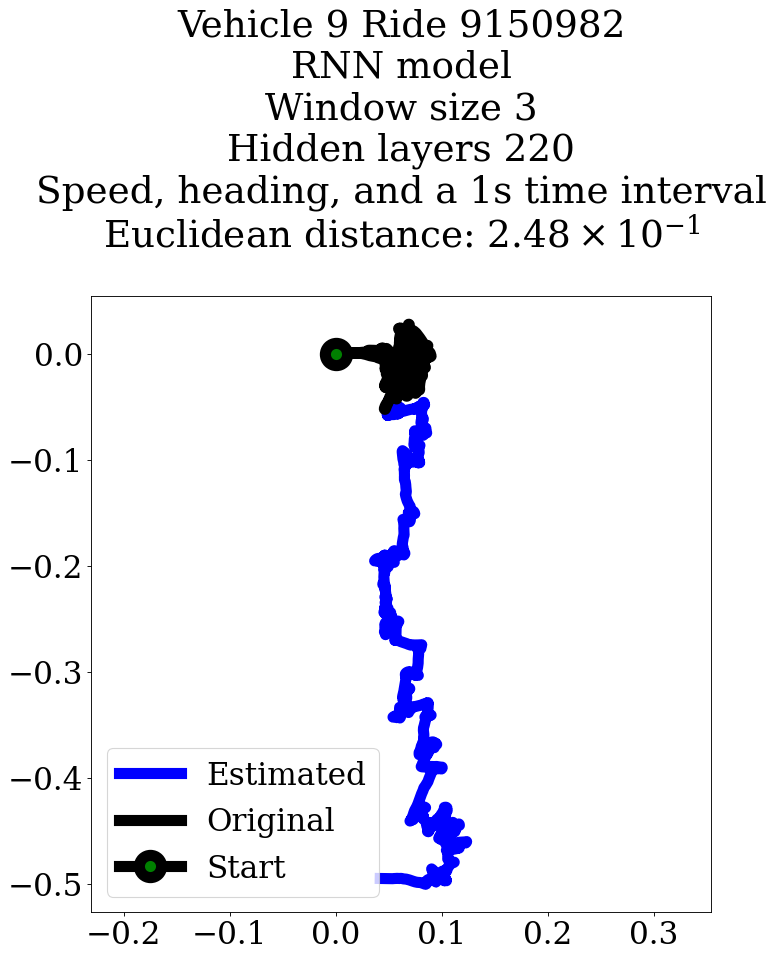 Vehicle 9 Ride 9150982
RNN model
Window size 3
Hidden layers 220
Speed, heading, and a 1s time interval
Euclidean distance: 2.48 × 10⁻¹
0.0
−0.1
−0.2
−0.3
−0.4
−0.5
Estimated
Original
Start
−0.2 −0.1 0.0 0.1 0.2 0.3